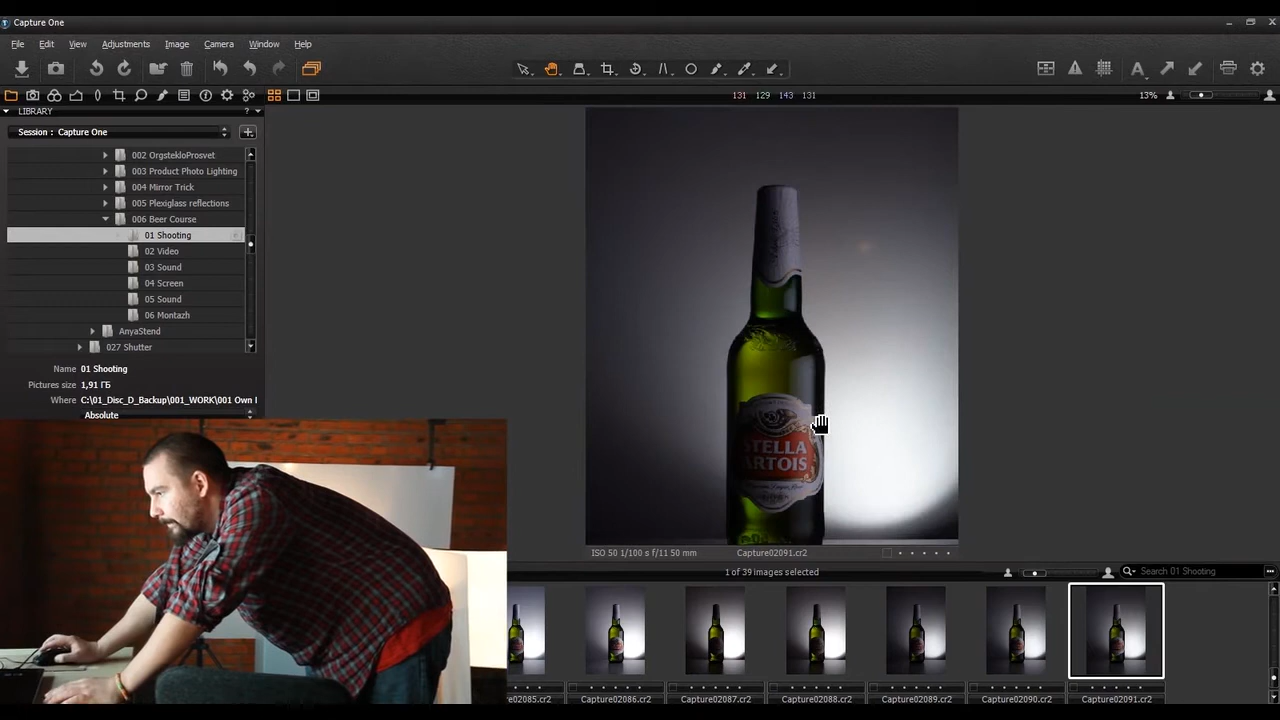 Capture One
File Edit View Adjustments Image Camera Window Help
131 129 143 131
13%
LIBRARY
? 
Session : Capture One
002 OrgstekloProsvet
003 Product Photo Lighting
004 Mirror Trick
005 Plexiglass reflections
006 Beer Course
01 Shooting
02 Video
03 Sound
04 Screen
05 Sound
06 Montazh
AnyaStend
027 Shutter
Name 01 Shooting
Pictures size 1,91 ГБ
Where C:\01_Disc_D_Backup\001_WORK\001 Own
Absolute
STELLA
ARTOIS
ISO 50 1/100 s f/11 50 mm Capture02091.cr2
1 of 39 images selected
Search 01 Shooting
02085.cr2 Capture02086.cr2 Capture02087.cr2 Capture02088.cr2 Capture02089.cr2 Capture02090.cr2 Capture02091.cr2